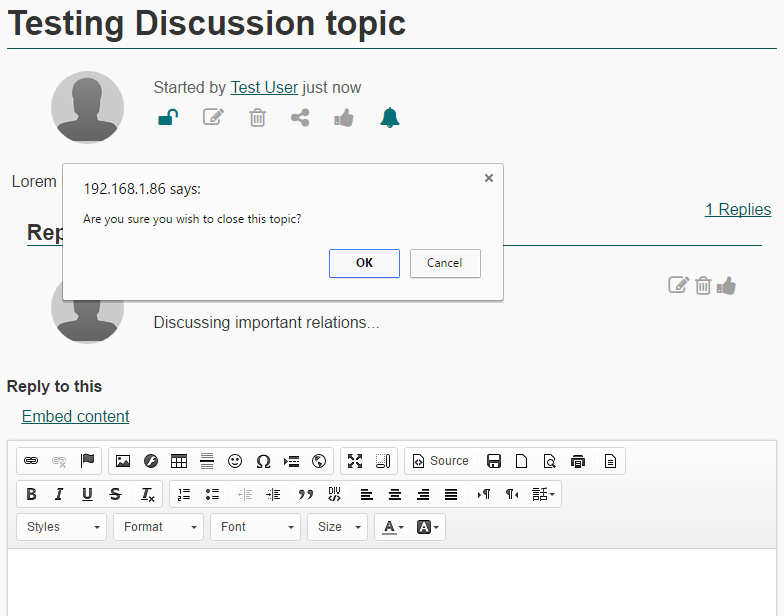 Testing Discussion topic
Started by Test User just now
Lorem
192.168.1.86 says:
Are you sure you wish to close this topic?
OK Cancel
1 Replies
Rep
Discussing important relations...
Reply to this
Embed content
Source
B I U S Tx
DIV
Styles Format Font Size A A